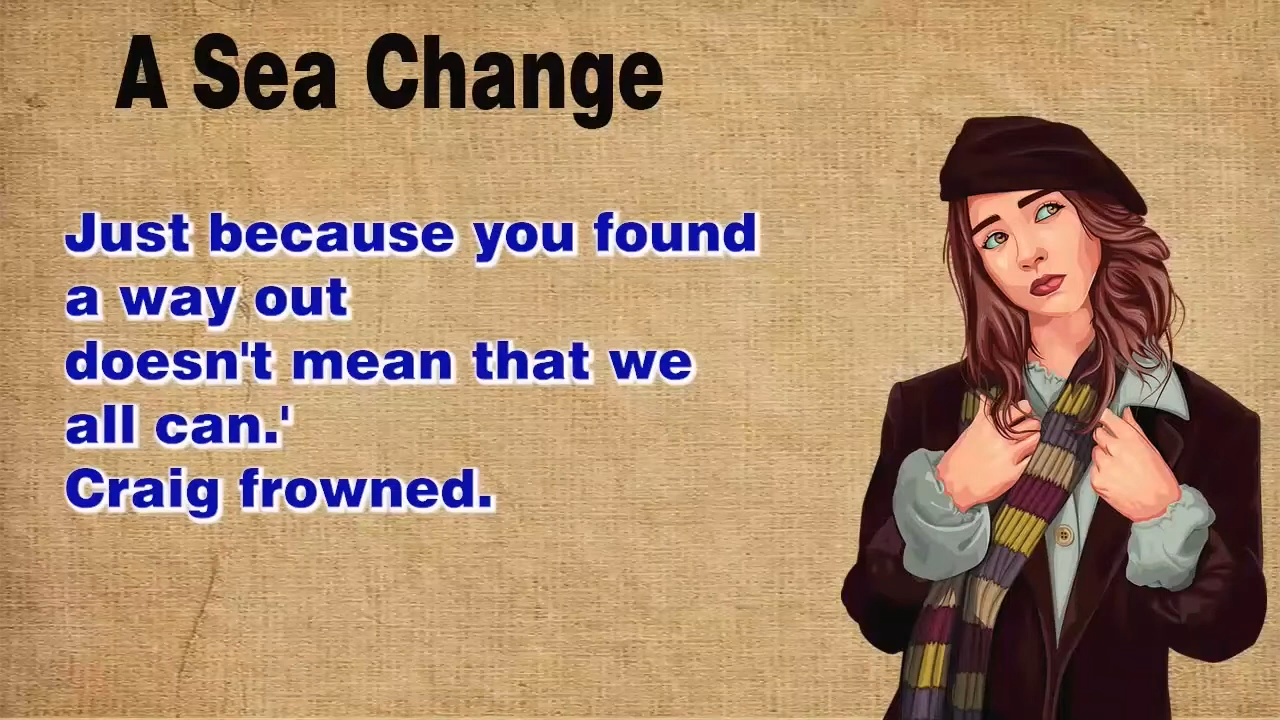 A Sea Change
Just because you found
a way out
doesn't mean that we
all can.'
Craig frowned.